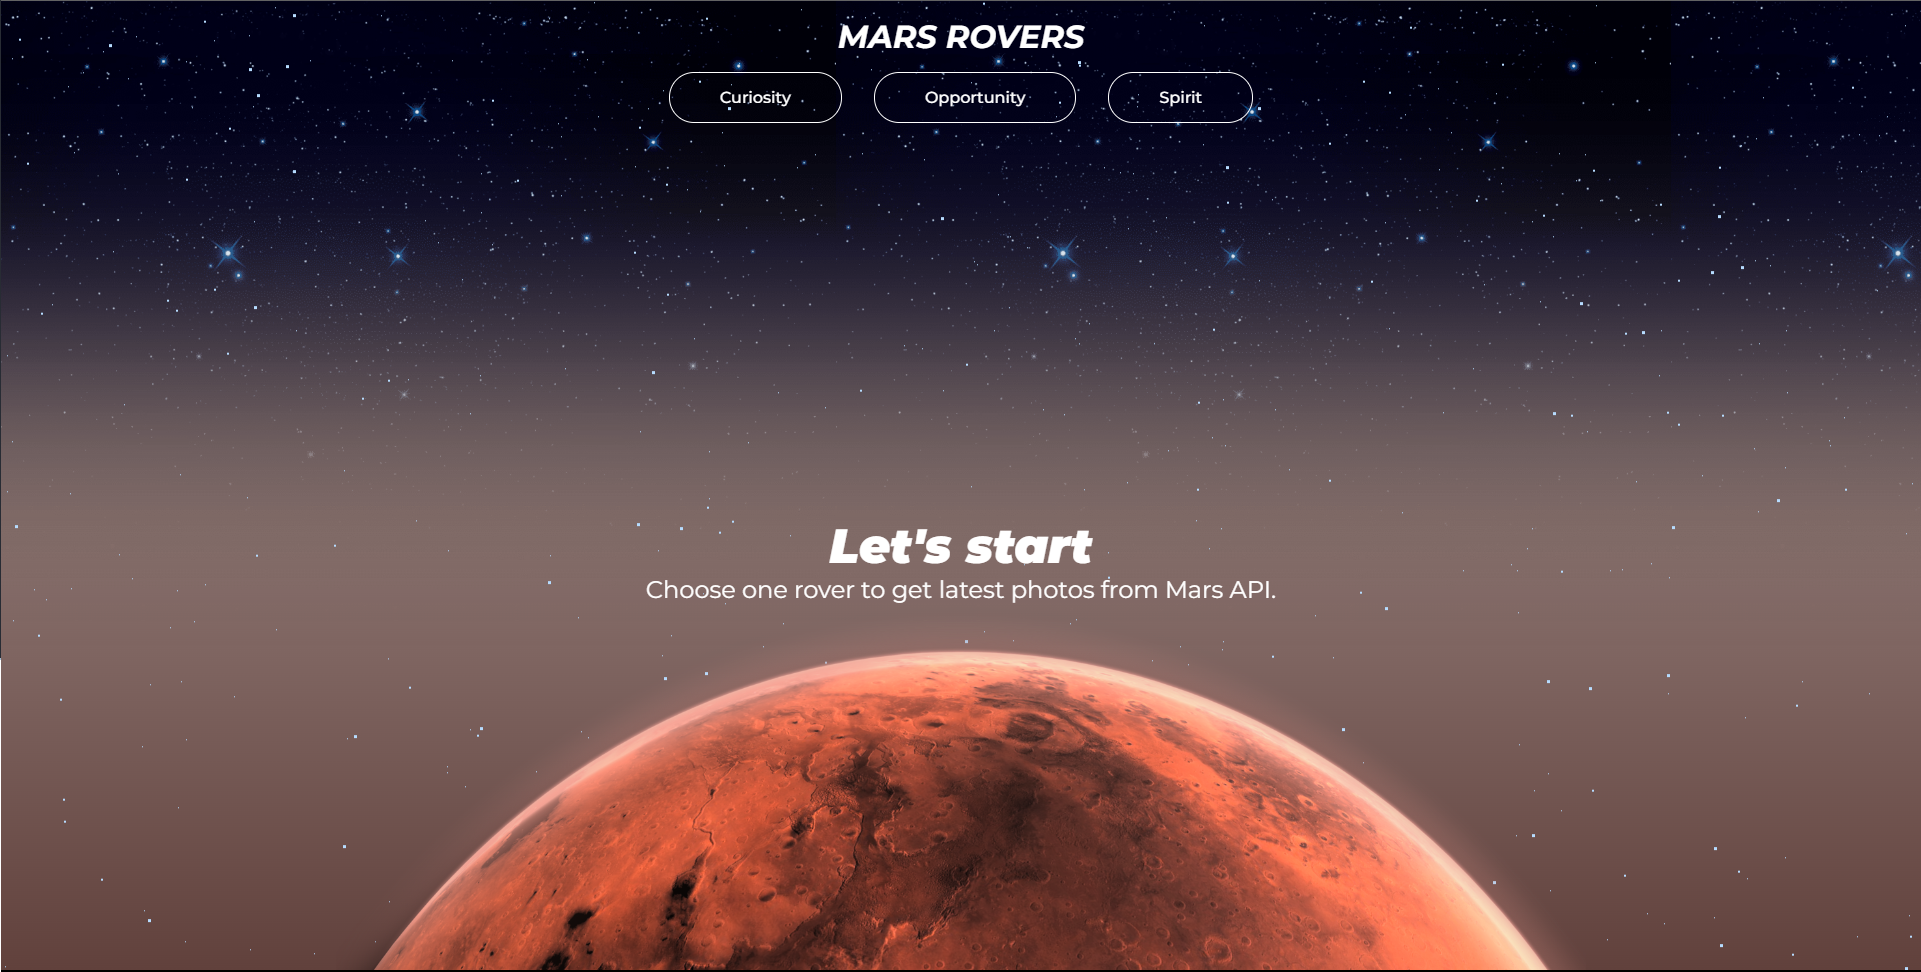 MARS ROVERS
Curiosity Opportunity Spirit
Let's start
Choose one rover to get latest photos from Mars API.